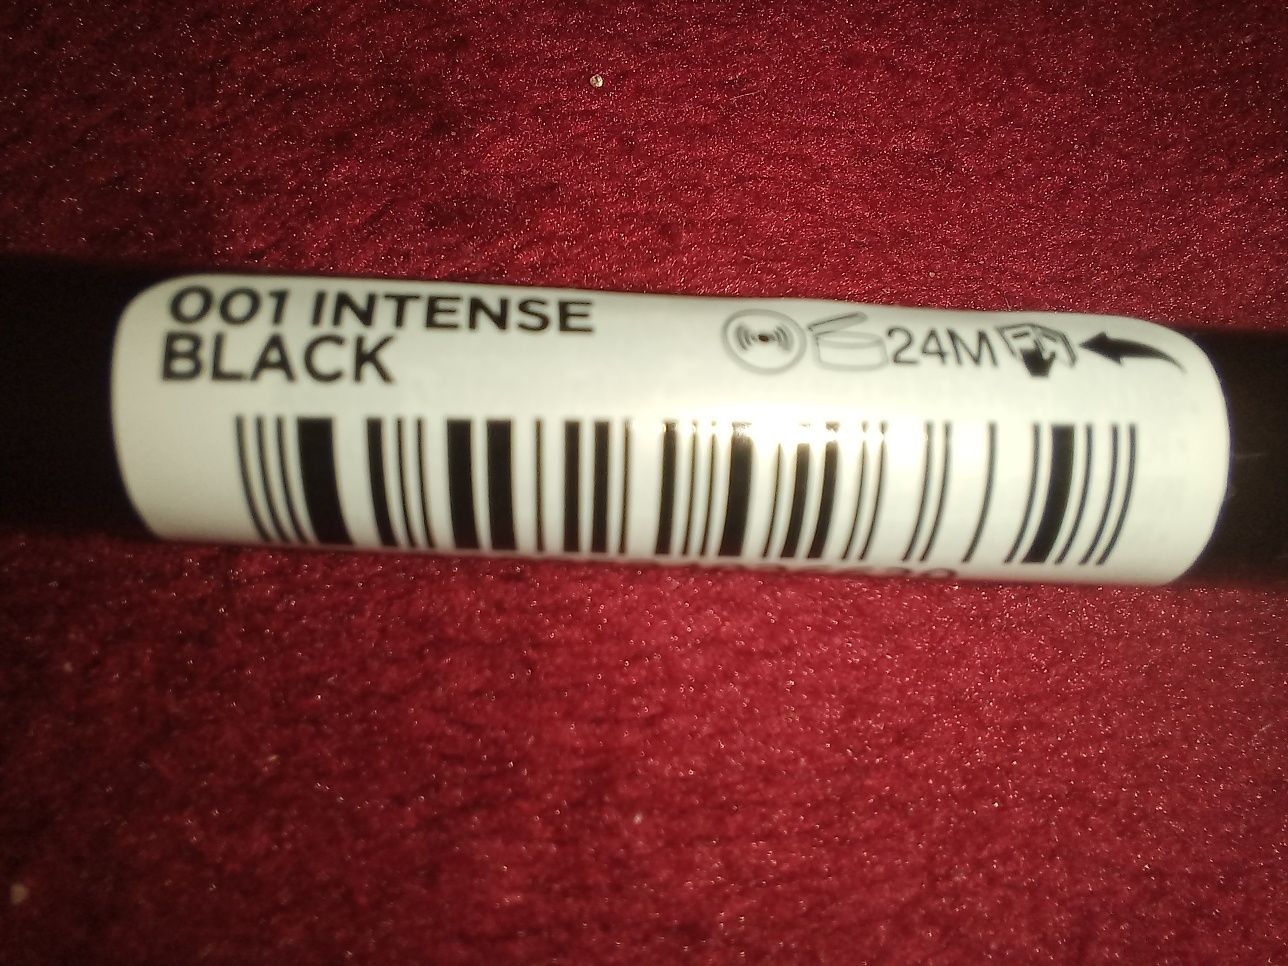 001 INTENSE
BLACK
24M